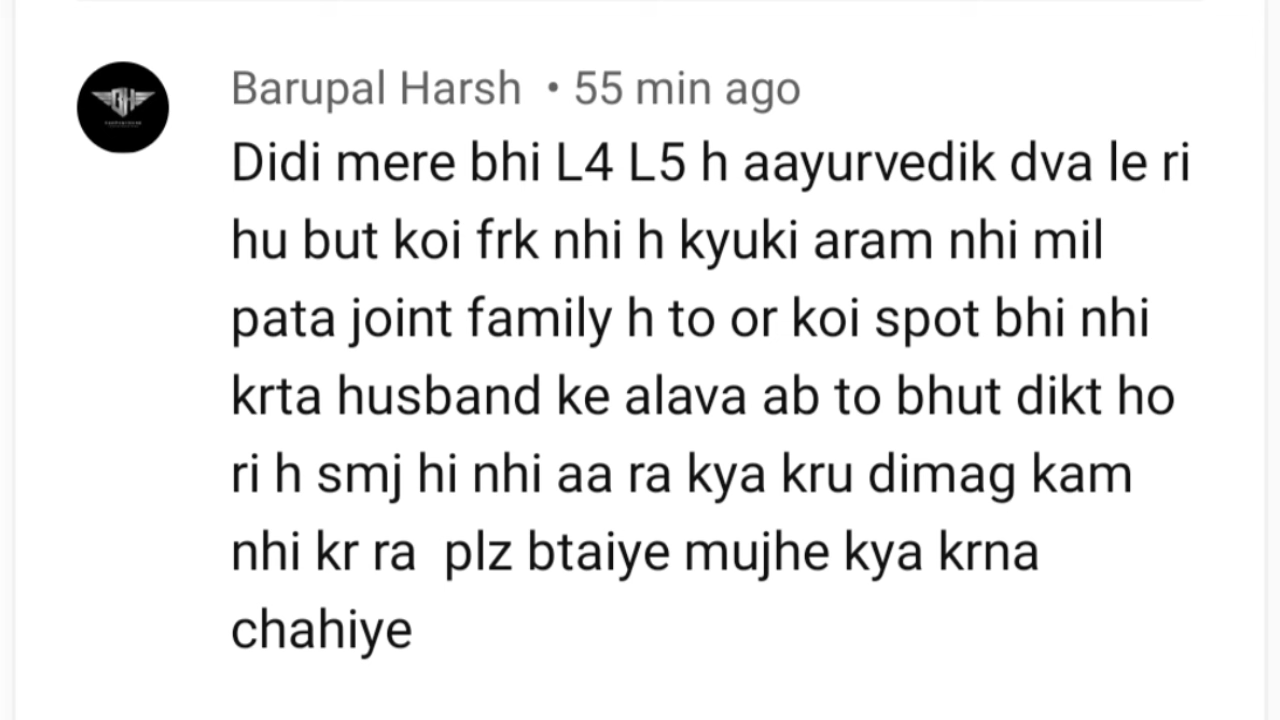 Barupal Harsh • 55 min ago
Didi mere bhi L4 L5 h aayurvedik dva le ri
hu but koi frk nhi h kyuki aram nhi mil
pata joint family h to or koi spot bhi nhi
krta husband ke alava ab to bhut dikt ho
ri h smj hi nhi aa ra kya kru dimag kam
nhi kr ra  plz btaiye mujhe kya krna
chahiye